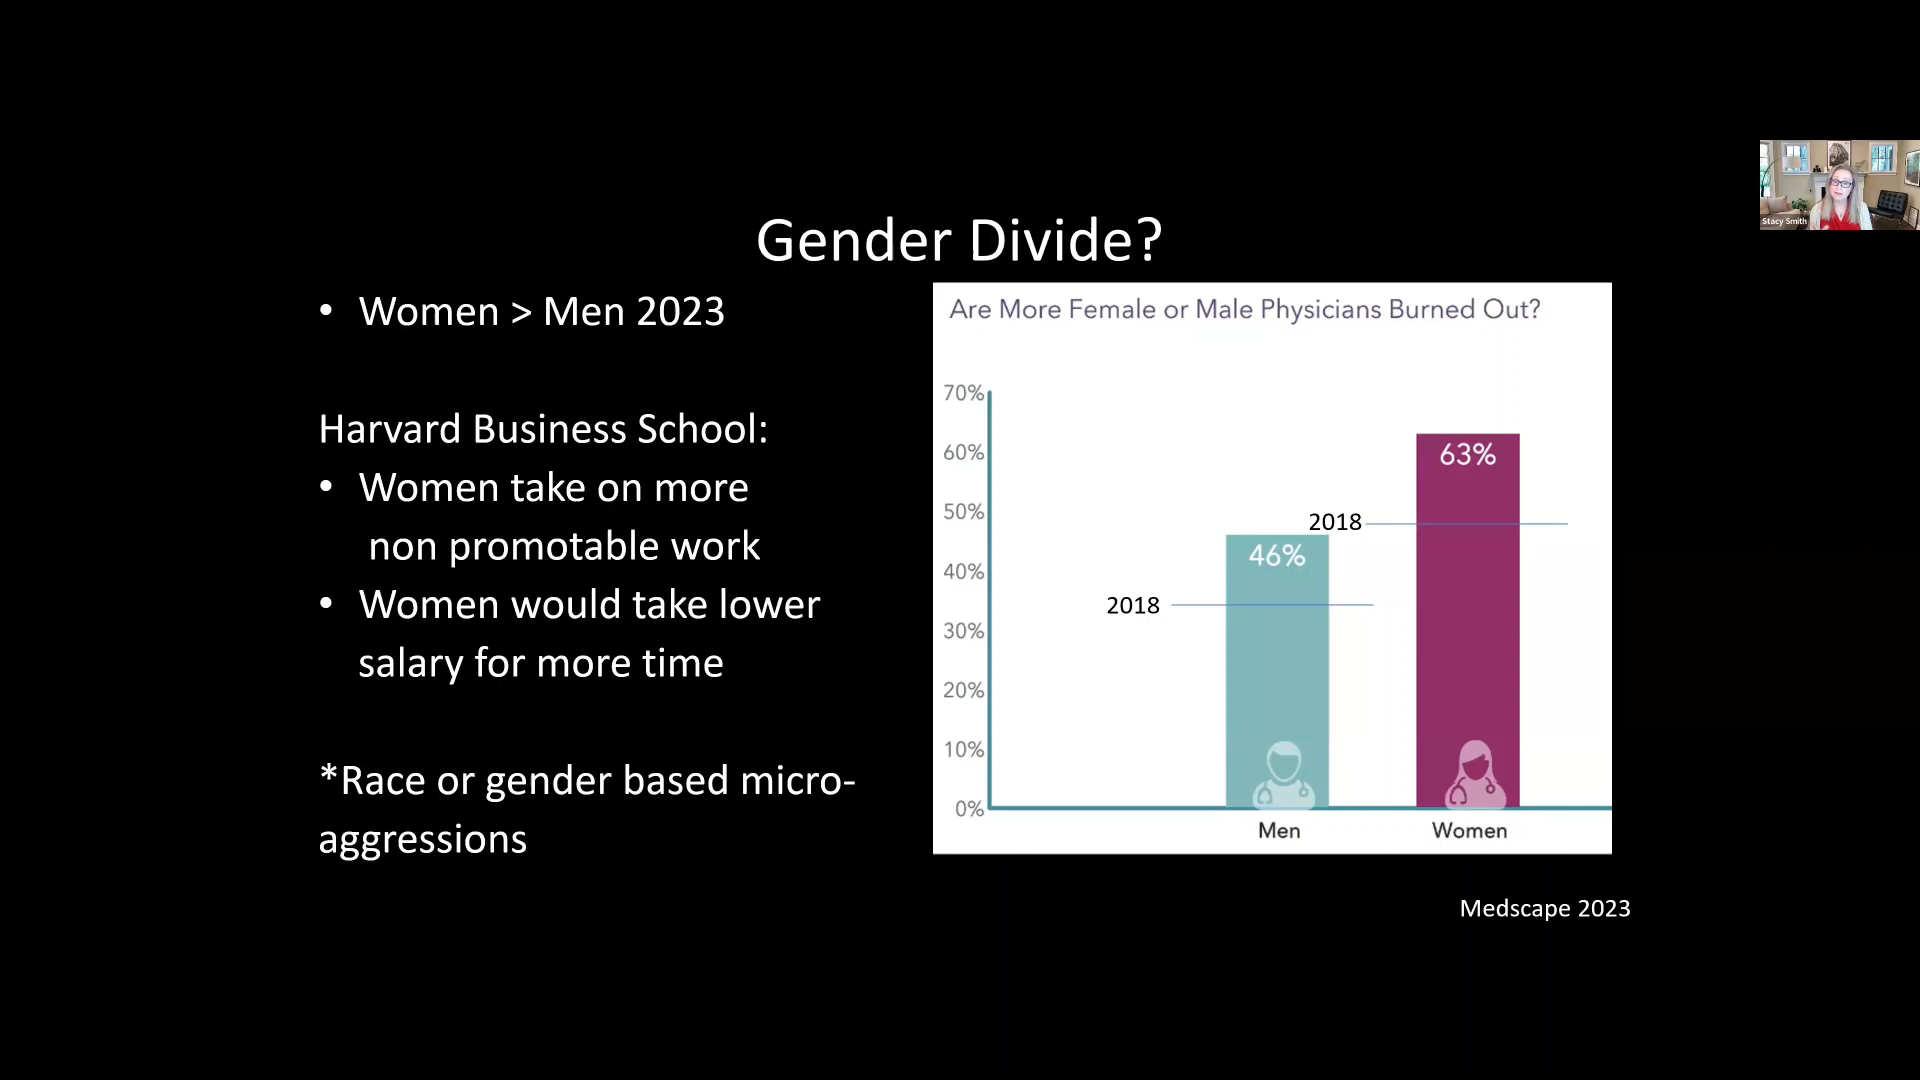 Stacy Smith
Gender Divide?
• Women > Men 2023
Harvard Business School:
• Women take on more
non promotable work
• Women would take lower
salary for more time
*Race or gender based micro-
aggressions
Are More Female or Male Physicians Burned Out?
70%
60%
50%
40%
30%
20%
10%
0%
63%
2018
46%
2018
Men
Women
Medscape 2023